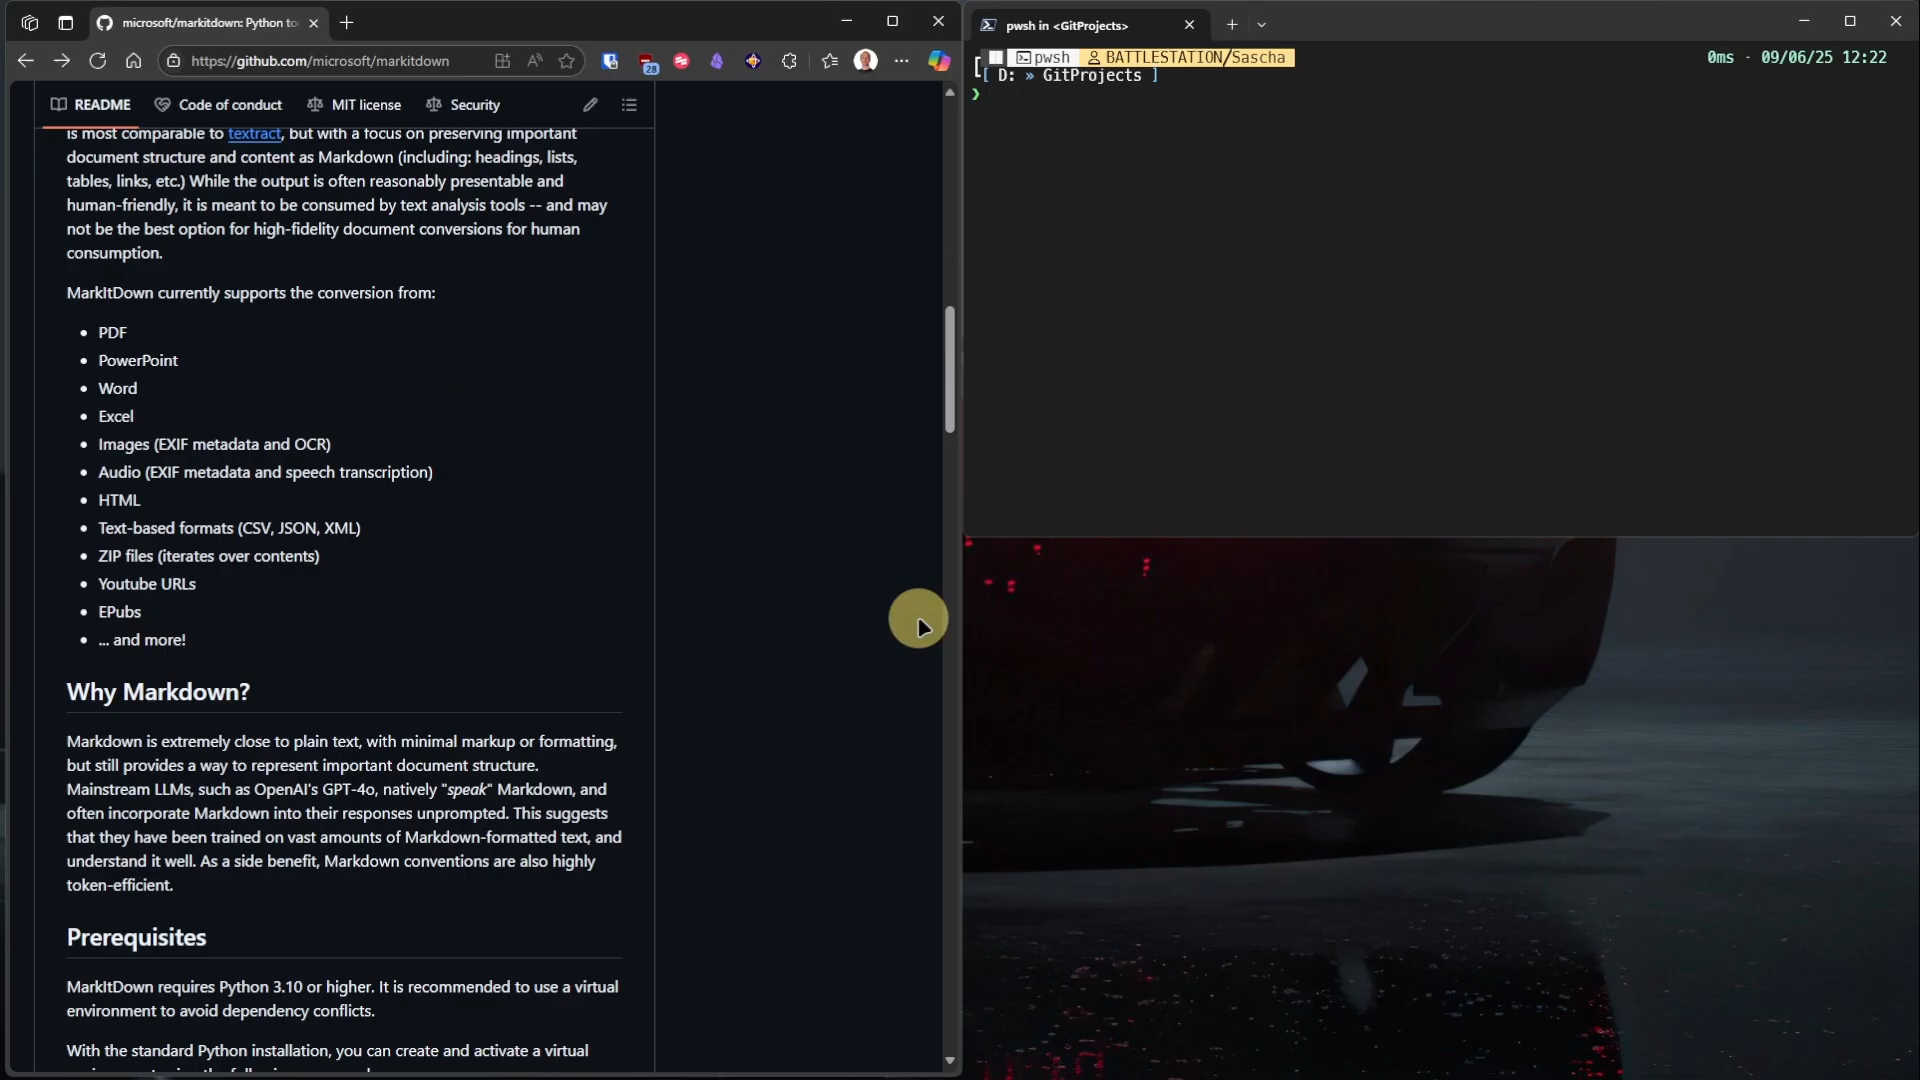 microsoft/markitdown: Python to
https://github.com/microsoft/markitdown
28
README
Code of conduct
MIT license
Security
is most comparable to textract, but with a focus on preserving important
document structure and content as Markdown (including: headings, lists,
tables, links, etc.) While the output is often reasonably presentable and
human-friendly, it is meant to be consumed by text analysis tools -- and may
not be the best option for high-fidelity document conversions for human
consumption.
MarkItDown currently supports the conversion from:
• PDF
• PowerPoint
• Word
• Excel
• Images (EXIF metadata and OCR)
• Audio (EXIF metadata and speech transcription)
• HTML
• Text-based formats (CSV, JSON, XML)
• ZIP files (iterates over contents)
• Youtube URLs
• EPubs
• ... and more!
Why Markdown?
Markdown is extremely close to plain text, with minimal markup or formatting,
but still provides a way to represent important document structure.
Mainstream LLMs, such as OpenAI's GPT-4o, natively "speak" Markdown, and
often incorporate Markdown into their responses unprompted. This suggests
that they have been trained on vast amounts of Markdown-formatted text, and
understand it well. As a side benefit, Markdown conventions are also highly
token-efficient.
Prerequisites
MarkItDown requires Python 3.10 or higher. It is recommended to use a virtual
environment to avoid dependency conflicts.
With the standard Python installation, you can create and activate a virtual
pwsh in <GitProjects>
pwsh BATTLESTATION/Sascha
0ms · 09/06/25 12:22
[ D: » GitProjects ]
❯